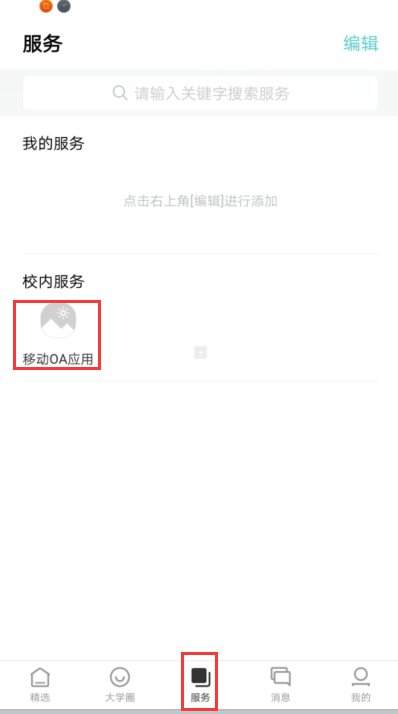 服务
编辑
请输入关键字搜索服务
我的服务
点击右上角[编辑]进行添加
校内服务
移动OA应用
精选
大学圈
服务
消息
我的